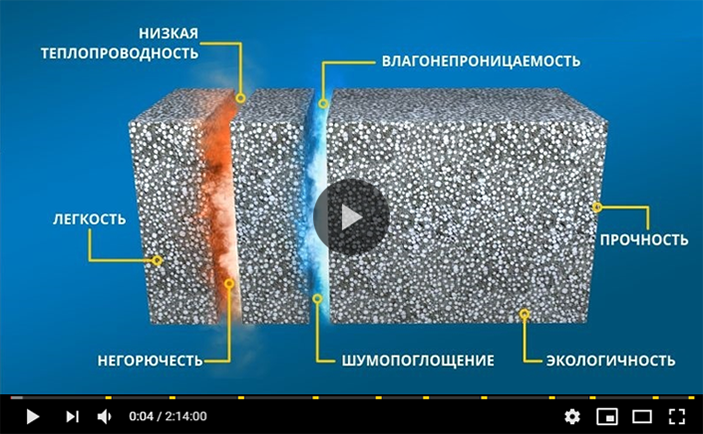 НИЗКАЯ
ТЕПЛОПРОВОДНОСТЬ
ВЛАГОНЕПРОНИЦАЕМОСТЬ
ЛЕГКОСТЬ
ПРОЧНОСТЬ
НЕГОРЮЧЕСТЬ
ШУМОПОГЛОЩЕНИЕ
ЭКОЛОГИЧНОСТЬ
0:04 / 2:14:00